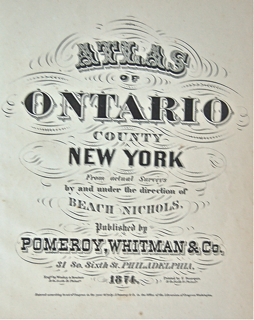 ATLAS
OF
ONTARIO
COUNTY
NEW YORK
From actual Surveys
by and under the direction of
BEACH NICHOLS.
Published by
POMEROY, WHITMAN & Co.
31 So. Sixth St. PHILADELPHIA,
1874.